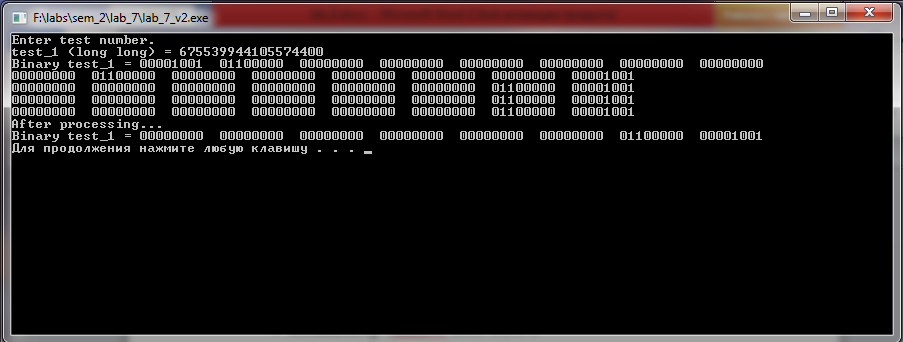 F:\labs\sem_2\lab_7\lab_7_v2.exe
Enter test number.
test_1 (long long) = 675539944105574400
Binary test_1 = 00001001 01100000 00000000 00000000 00000000 00000000 00000000 00000000
00000000 01100000 00000000 00000000 00000000 00000000 00000000 00001001
00000000 00000000 00000000 00000000 00000000 00000000 01100000 00001001
00000000 00000000 00000000 00000000 00000000 00000000 01100000 00001001
00000000 00000000 00000000 00000000 00000000 00000000 01100000 00001001
After processing...
Binary test_1 = 00000000 00000000 00000000 00000000 00000000 00000000 01100000 00001001
Для продолжения нажмите любую клавишу . . .